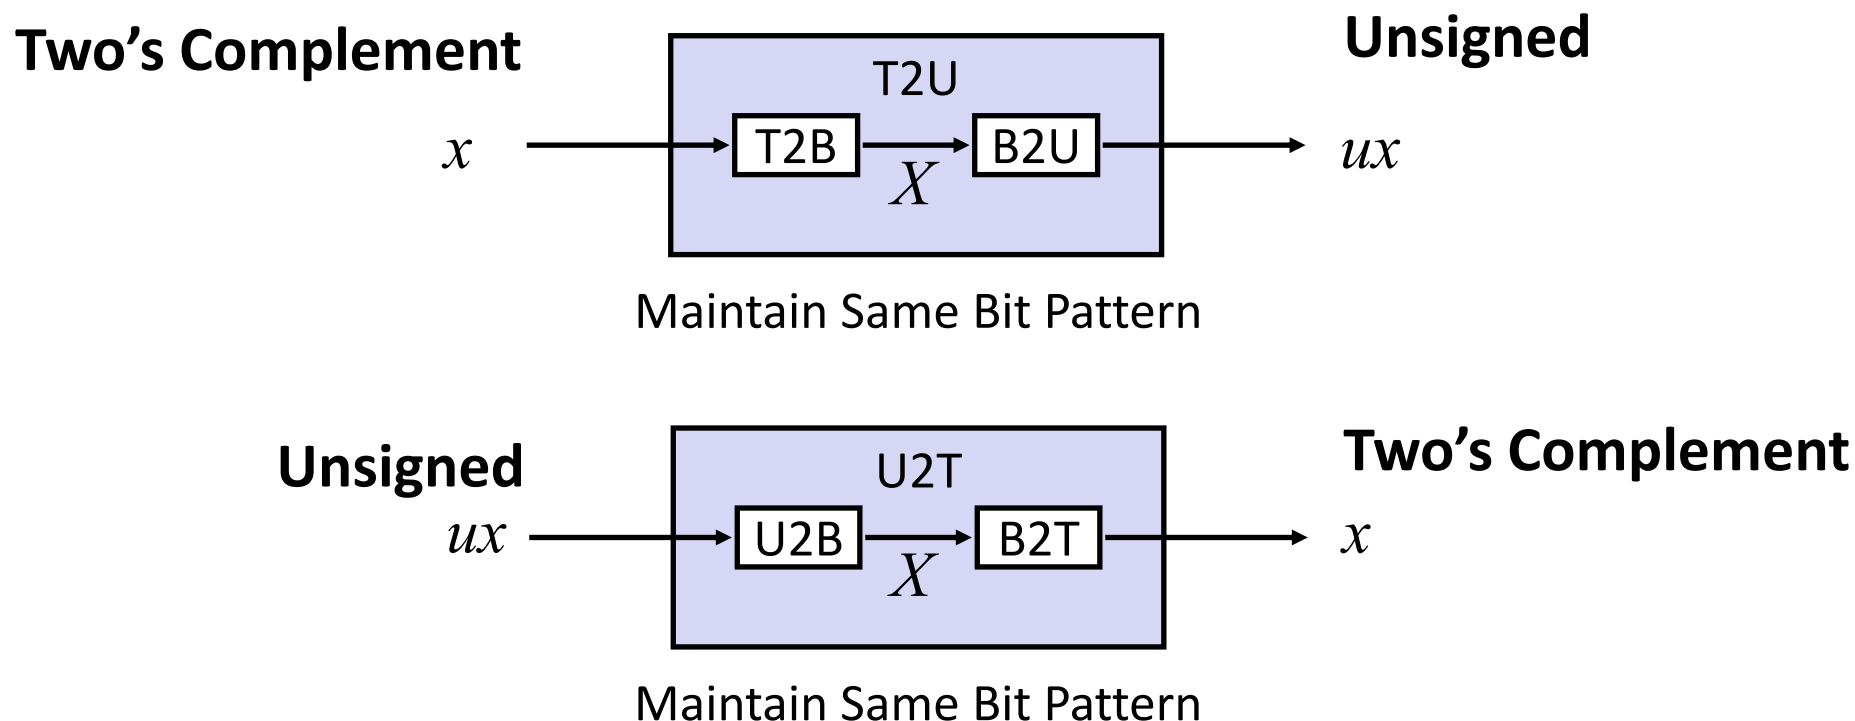 Two’s Complement
Unsigned
T2U
x
T2B
B2U
ux
X
Maintain Same Bit Pattern
Unsigned
Two’s Complement
U2T
ux
U2B
B2T
x
X
Maintain Same Bit Pattern